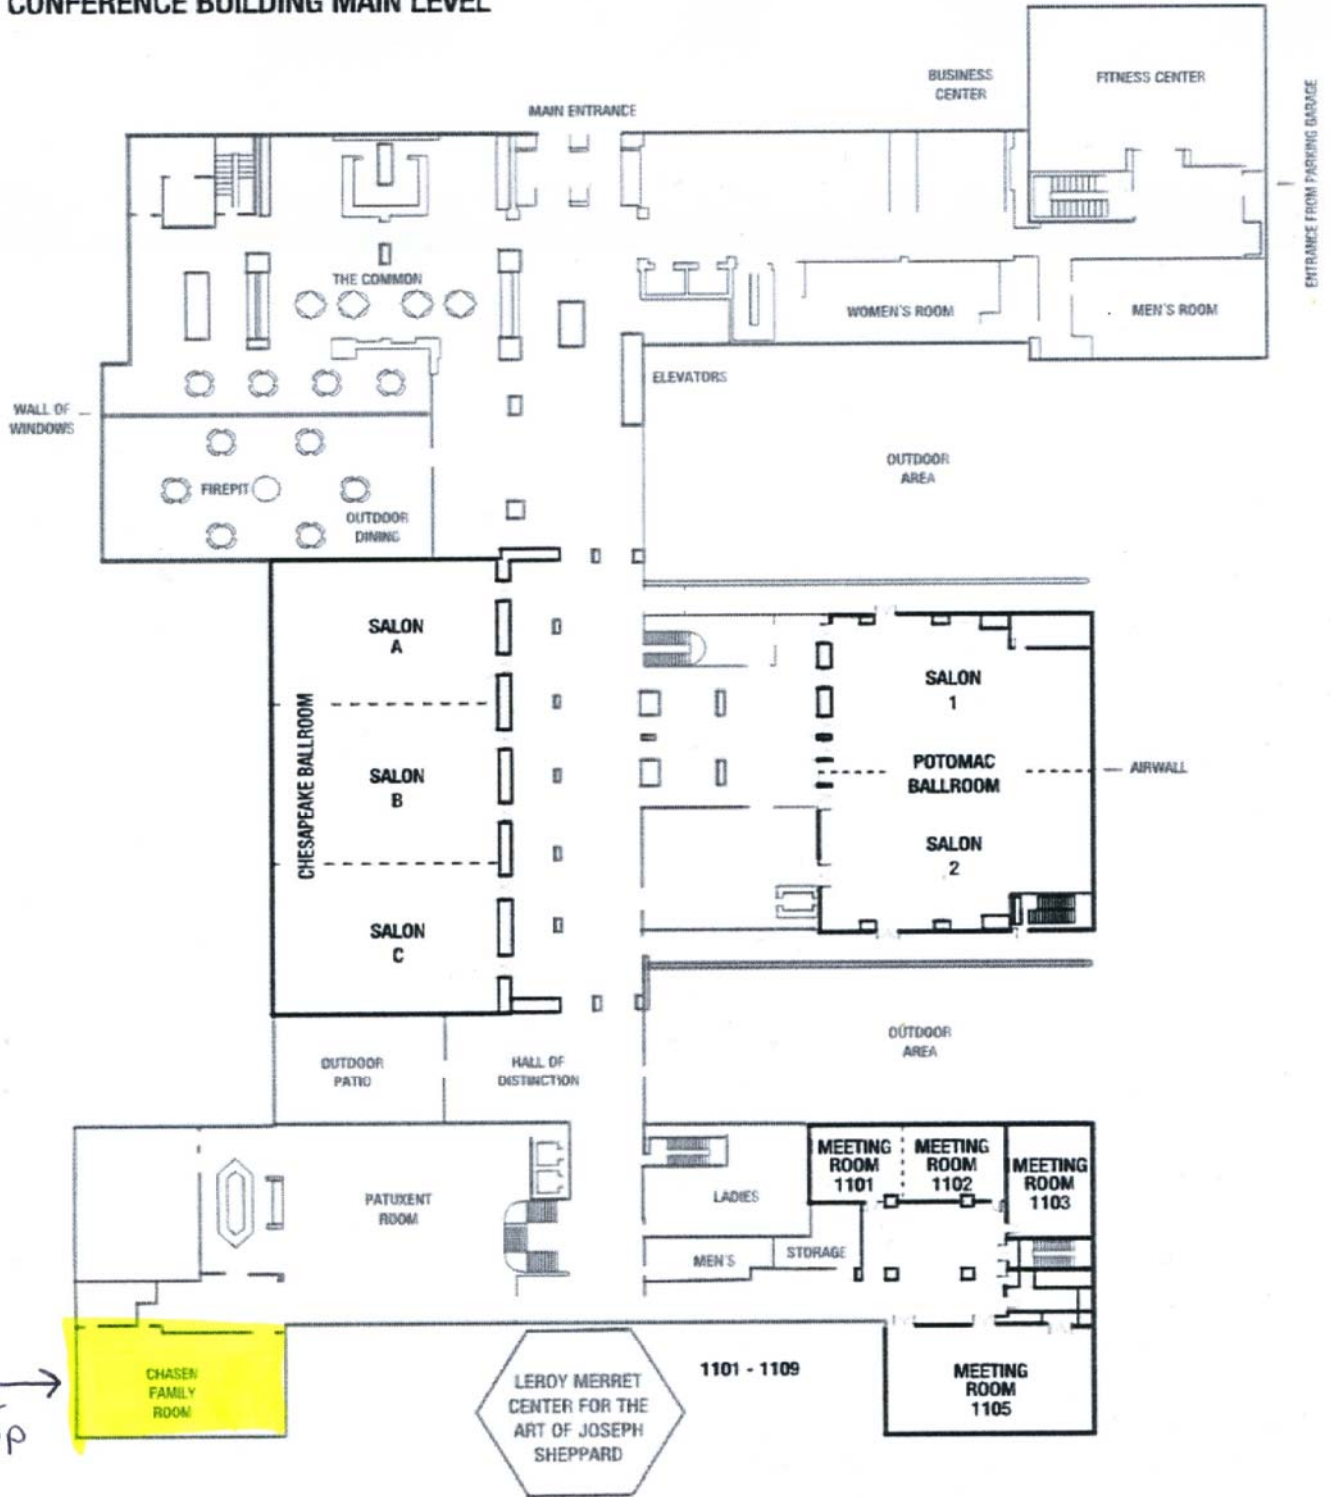 CONFERENCE BUILDING MAIN LEVEL
BUSINESS
CENTER
FITNESS CENTER
ENTRANCE FROM PARKING GARAGE
MAIN ENTRANCE
THE COMMON
WOMEN'S ROOM
MEN'S ROOM
ELEVATORS
WALL OF
WINDOWS
FIREPIT
OUTDOOR
DINING
OUTDOOR
AREA
SALON
A
CHESAPEAKE BALLROOM
SALON
B
SALON
C
SALON
1
POTOMAC
BALLROOM
AIRWALL
SALON
2
OUTDOOR
PATIO
HALL OF
DISTINCTION
OUTDOOR
AREA
PATUXENT
ROOM
LADIES
MEN'S
STORAGE
MEETING
ROOM
1101
MEETING
ROOM
1102
MEETING
ROOM
1103
CHASEN
FAMILY
ROOM
LEROY MERRET
CENTER FOR THE
ART OF JOSEPH
SHEPPARD
1101 - 1109
MEETING
ROOM
1105